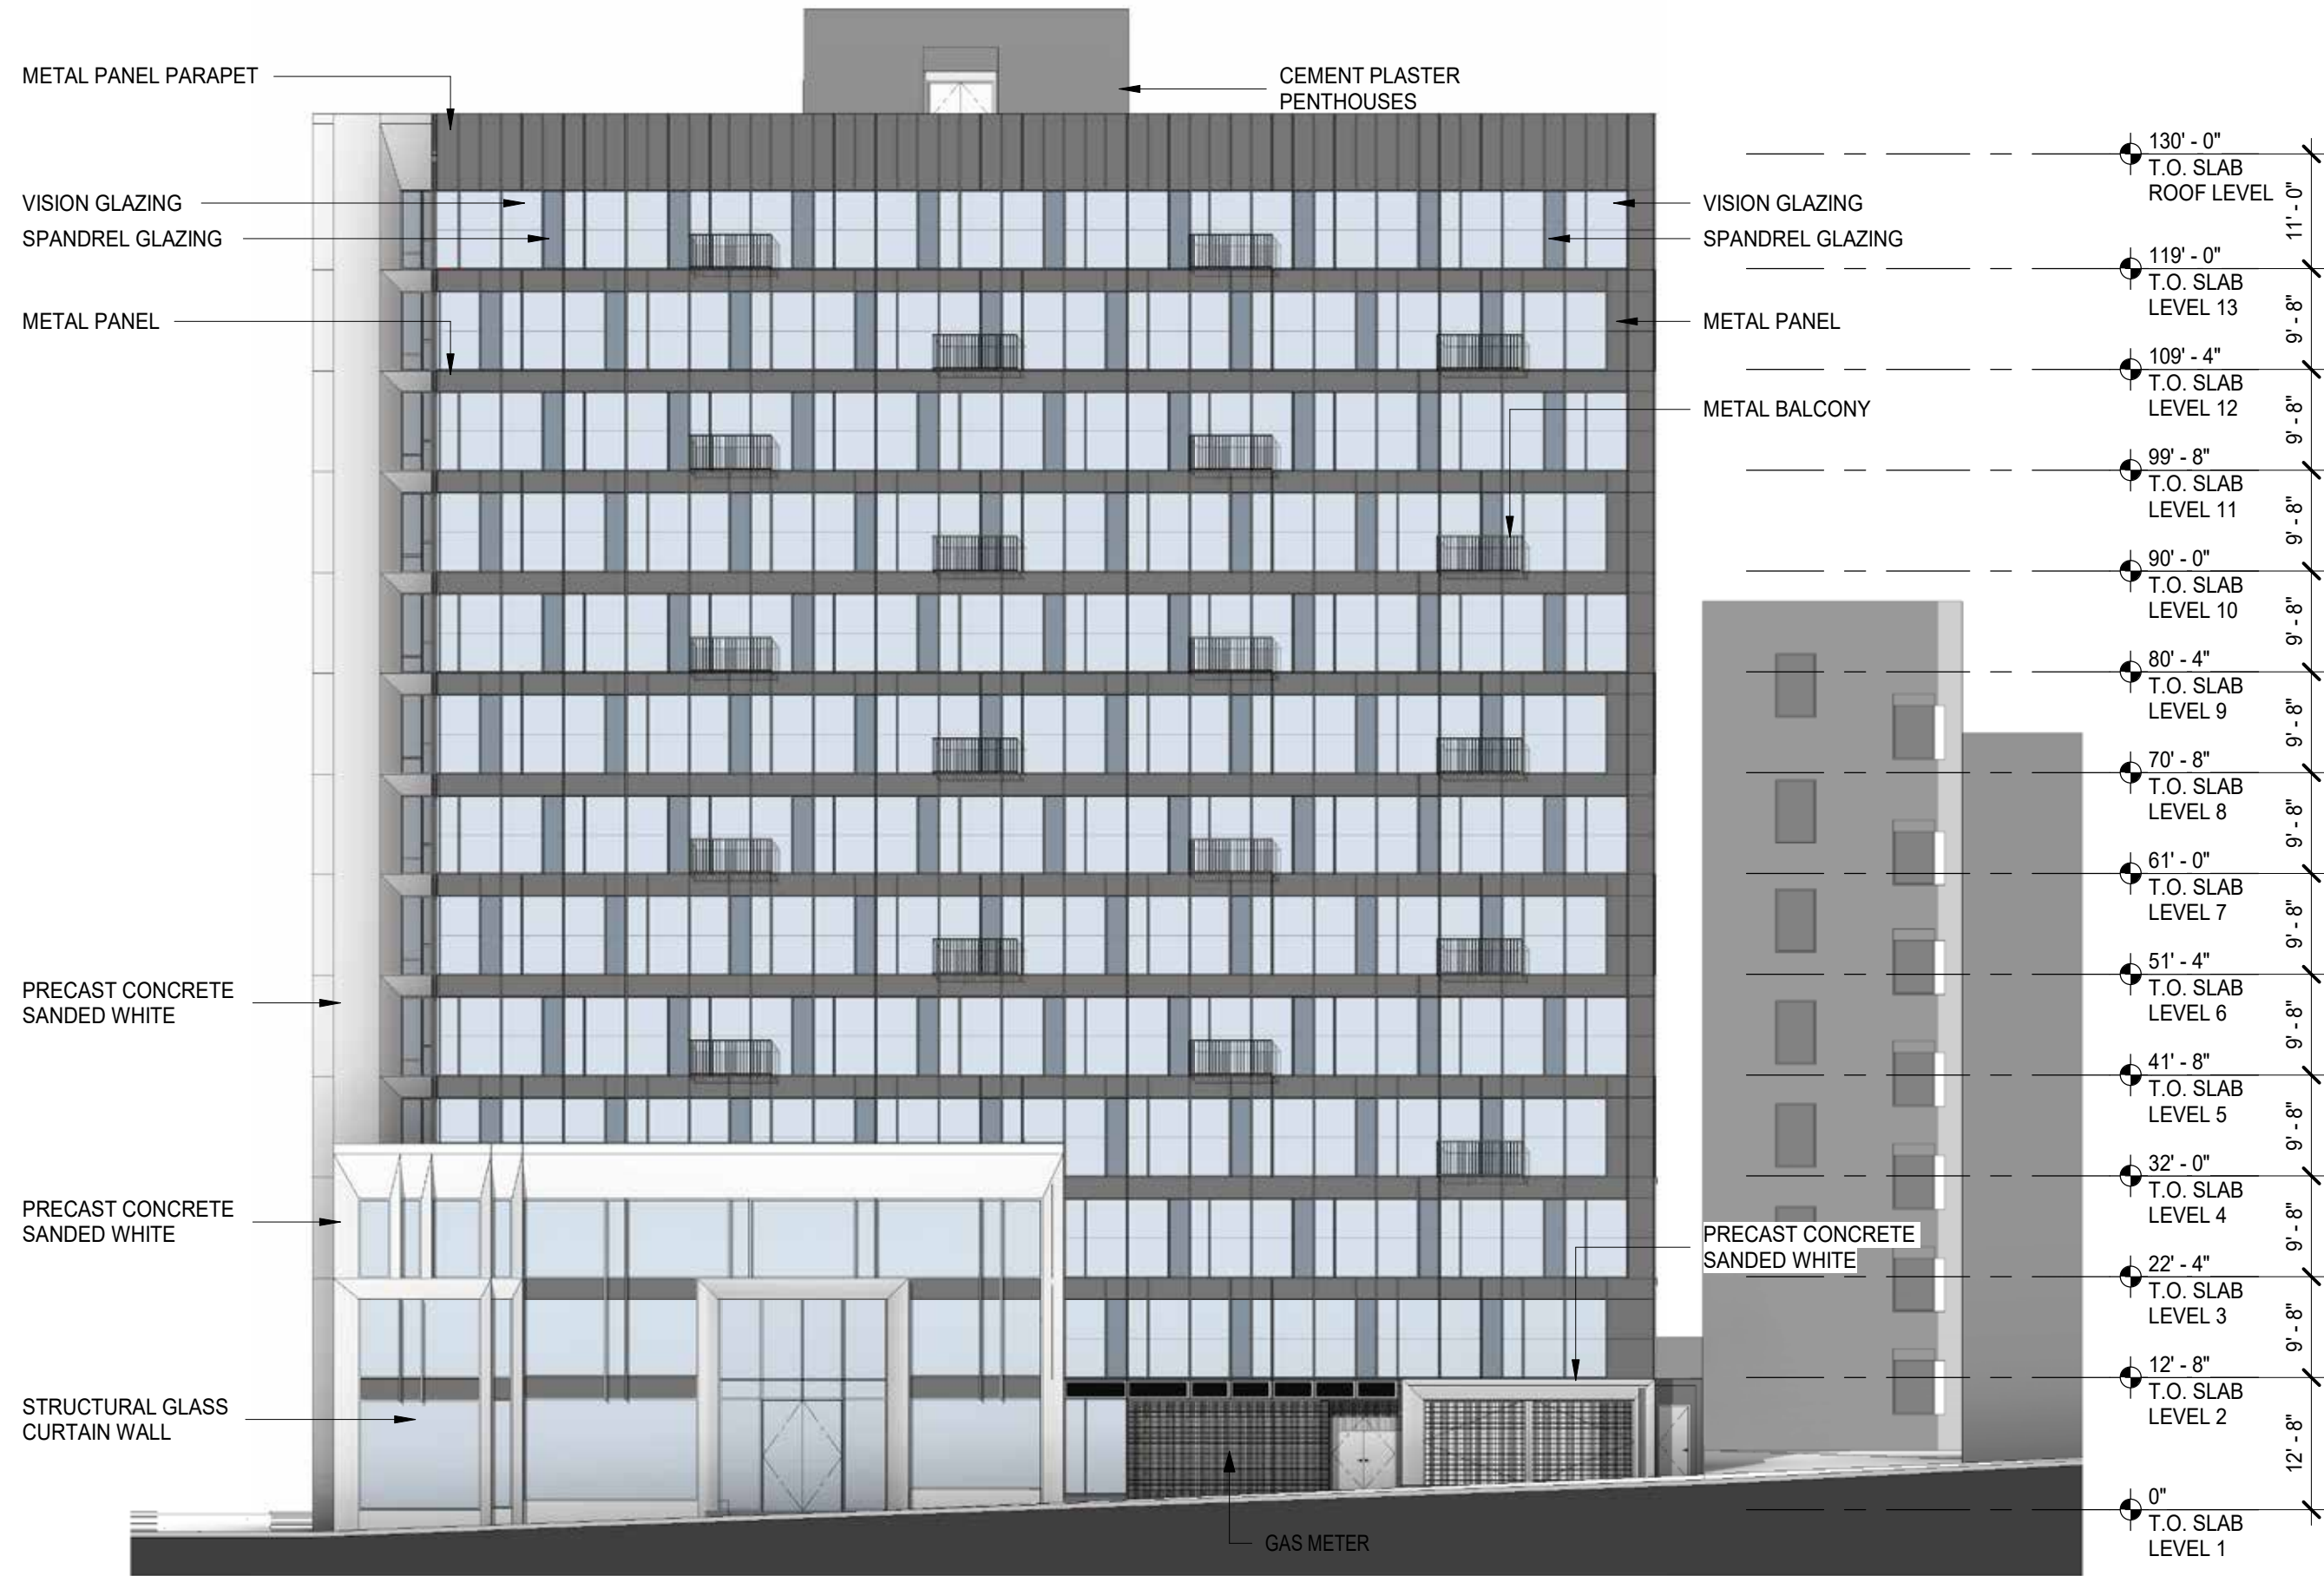 METAL PANEL PARAPET
VISION GLAZING
SPANDREL GLAZING
METAL PANEL
PRECAST CONCRETE
SANDED WHITE
PRECAST CONCRETE
SANDED WHITE
STRUCTURAL GLASS
CURTAIN WALL
CEMENT PLASTER
PENTHOUSES
VISION GLAZING
SPANDREL GLAZING
METAL PANEL
METAL BALCONY
PRECAST CONCRETE
SANDED WHITE
GAS METER
130' - 0"
T.O. SLAB
ROOF LEVEL
11' - 0"
119' - 0"
T.O. SLAB
LEVEL 13
9' - 8"
109' - 4"
T.O. SLAB
LEVEL 12
9' - 8"
99' - 8"
T.O. SLAB
LEVEL 11
9' - 8"
90' - 0"
T.O. SLAB
LEVEL 10
9' - 8"
80' - 4"
T.O. SLAB
LEVEL 9
9' - 8"
70' - 8"
T.O. SLAB
LEVEL 8
9' - 8"
61' - 0"
T.O. SLAB
LEVEL 7
9' - 8"
51' - 4"
T.O. SLAB
LEVEL 6
9' - 8"
41' - 8"
T.O. SLAB
LEVEL 5
9' - 8"
32' - 0"
T.O. SLAB
LEVEL 4
9' - 8"
22' - 4"
T.O. SLAB
LEVEL 3
9' - 8"
12' - 8"
T.O. SLAB
LEVEL 2
12' - 8"
0"
T.O. SLAB
LEVEL 1